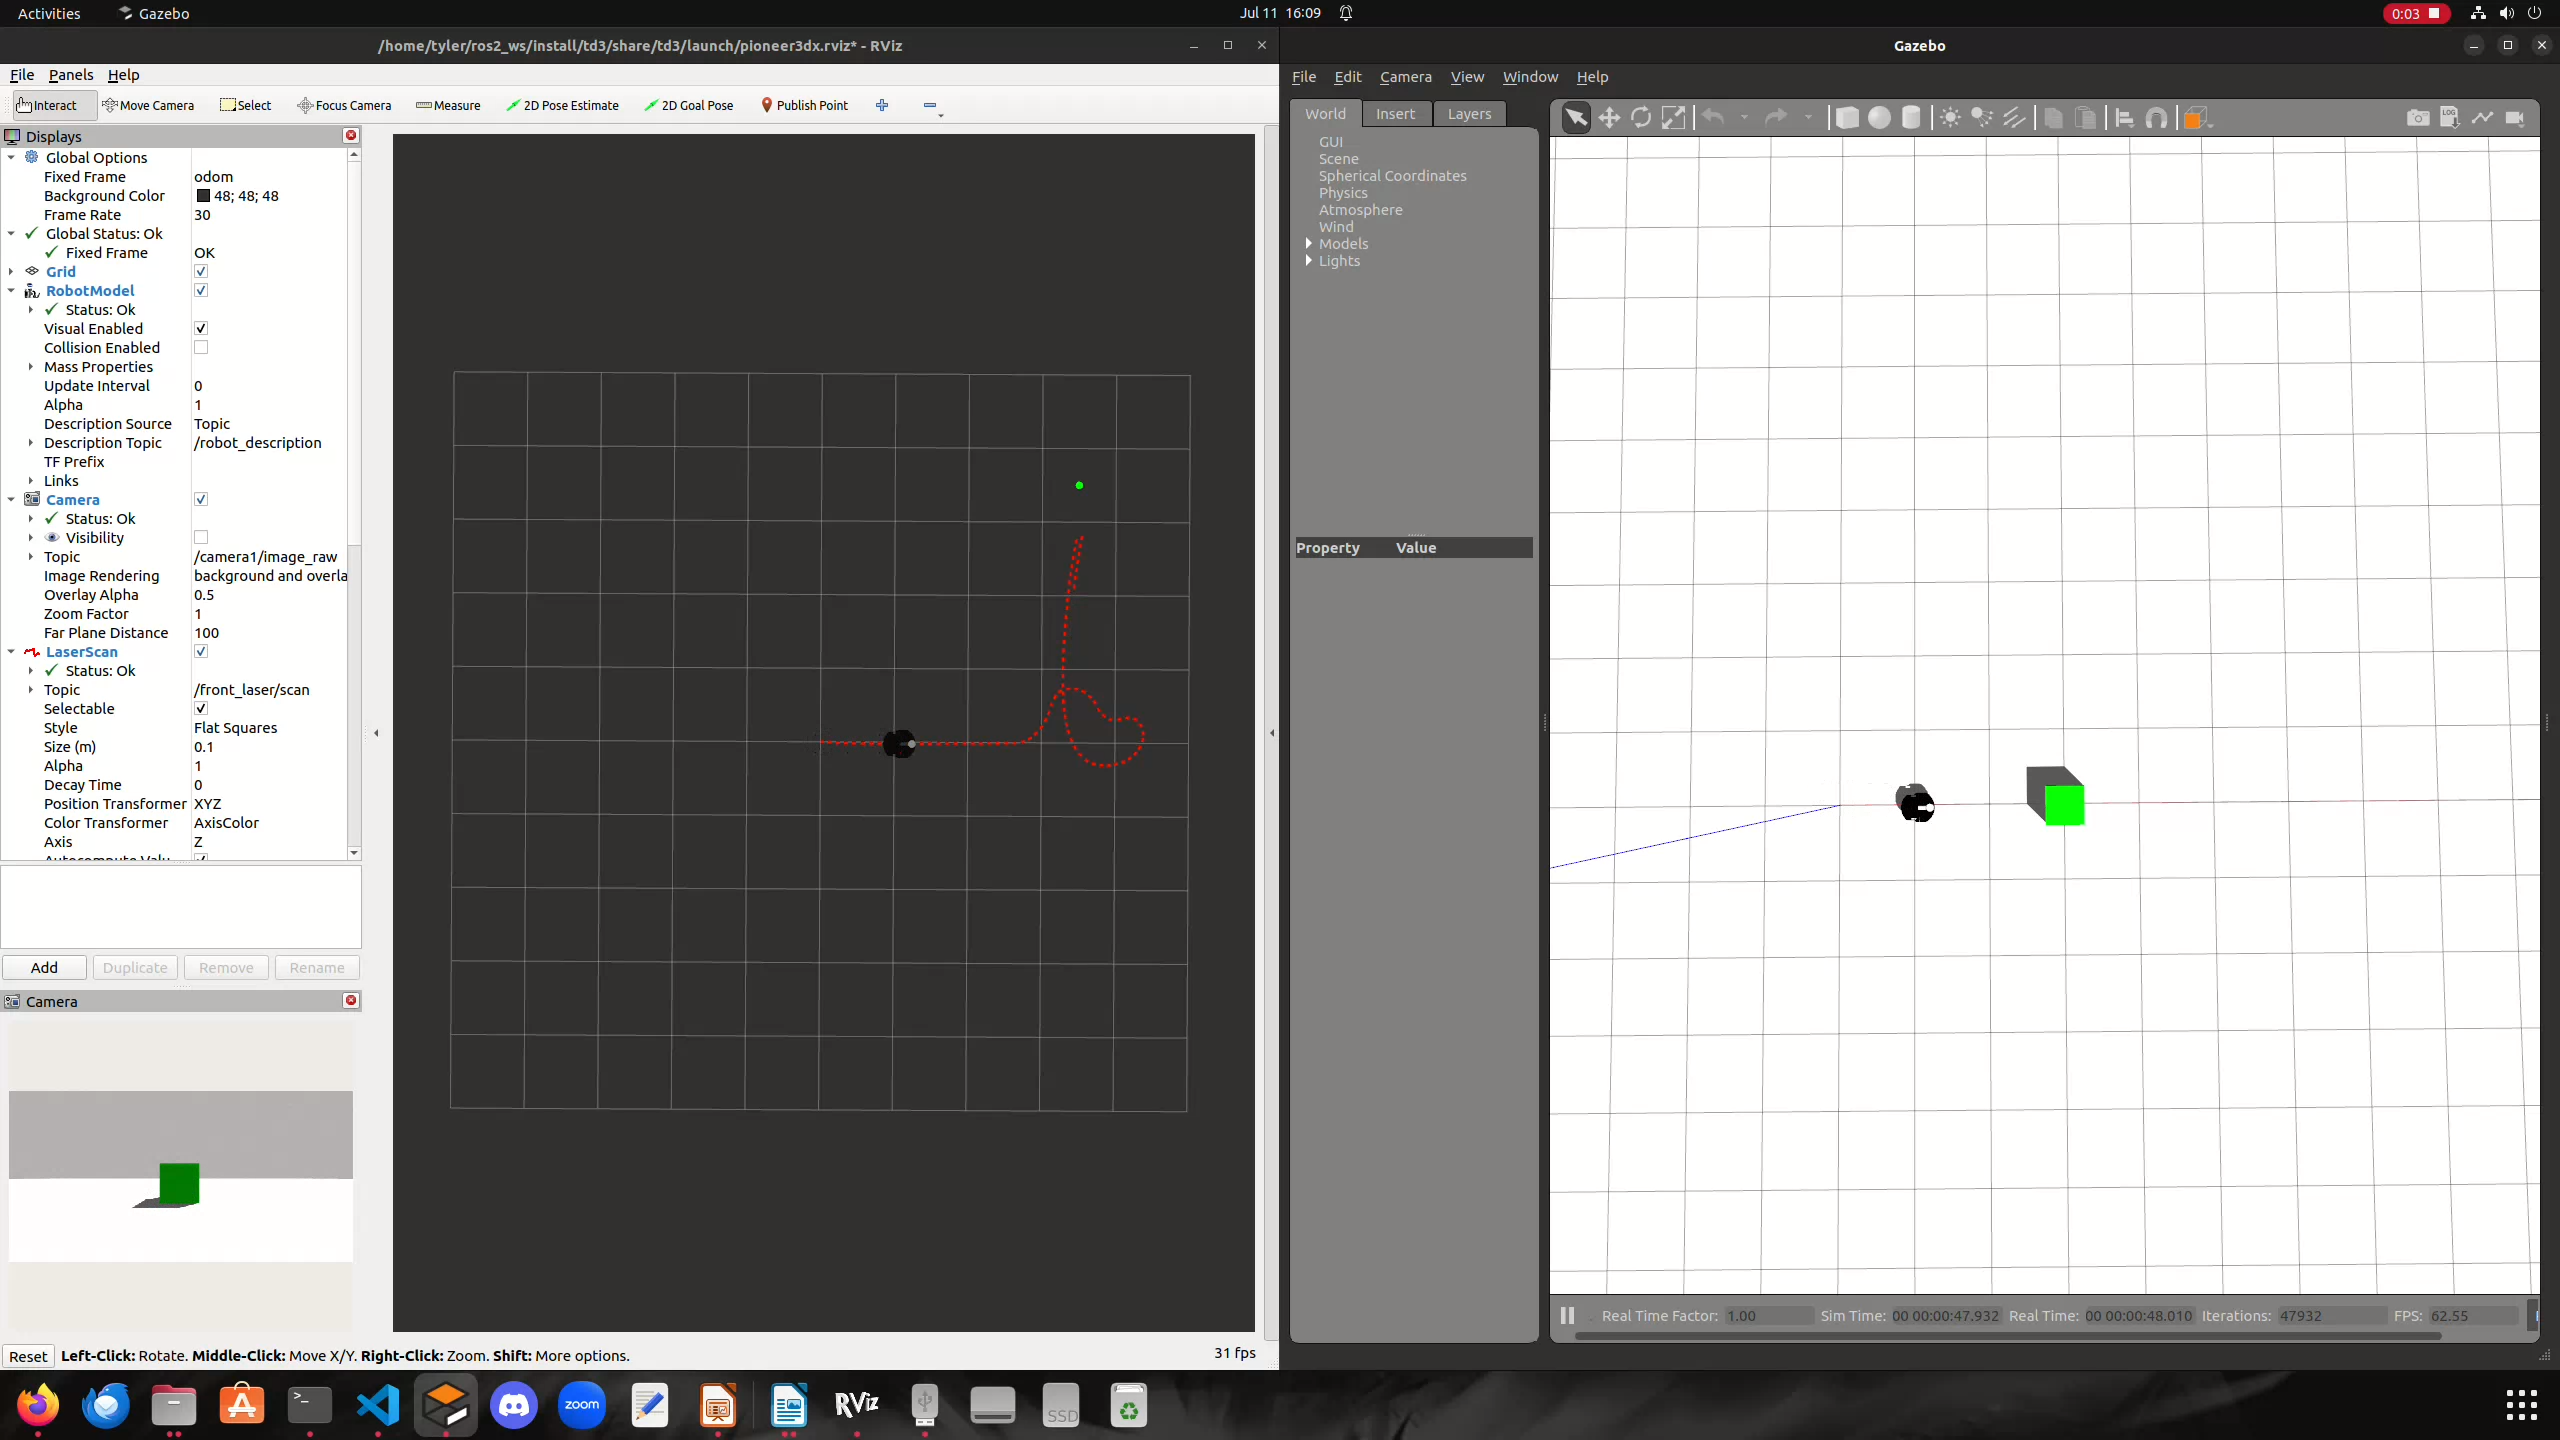 Activities Gazebo Jul 11 16:09 0:03
/home/tyler/ros2_ws/install/td3/share/td3/launch/pioneer3dx.rviz* - RViz
File Panels Help
Interact Move Camera Select Focus Camera Measure 2D Pose Estimate 2D Goal Pose Publish Point
Displays
Global Options
Fixed Frame odom
Background Color 48; 48; 48
Frame Rate 30
Global Status: Ok
Fixed Frame OK
Grid
RobotModel
Status: Ok
Visual Enabled
Collision Enabled
Mass Properties
Update Interval 0
Alpha 1
Description Source Topic
Description Topic /robot_description
TF Prefix
Links
Camera
Status: Ok
Visibility
Topic /camera1/image_raw
Image Rendering background and overla
Overlay Alpha 0.5
Zoom Factor 1
Far Plane Distance 100
LaserScan
Status: Ok
Topic /front_laser/scan
Selectable
Style Flat Squares
Size (m) 0.1
Alpha 1
Decay Time 0
Position Transformer XYZ
Color Transformer AxisColor
Axis Z
Add Duplicate Remove Rename
Camera
Reset Left-Click: Rotate. Middle-Click: Move X/Y. Right-Click: Zoom. Shift: More options. 31 fps
Gazebo
File Edit Camera View Window Help
World Insert Layers
LOG
GUI
Scene
Spherical Coordinates
Physics
Atmosphere
Wind
Models
Lights
Property Value
Real Time Factor: 1.00 Sim Time: 00 00:00:47.932 Real Time: 00 00:00:48.010 Iterations: 47932 FPS: 62.55
zoom
RViz
SSD